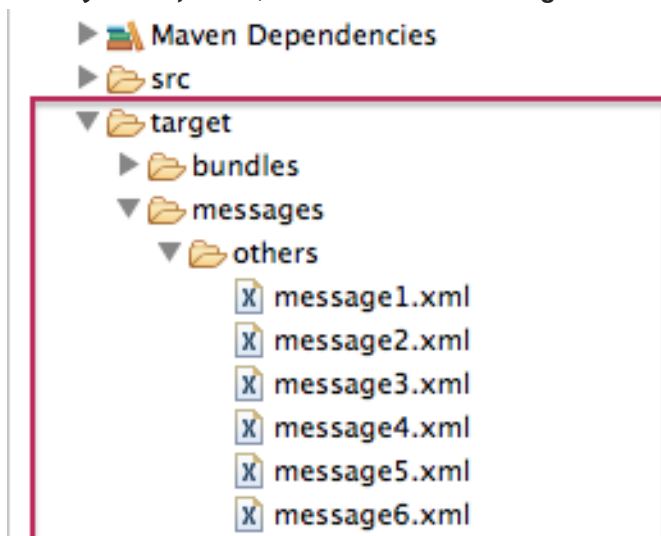 Maven Dependencies
src
target
bundles
messages
others
message1.xml
message2.xml
message3.xml
message4.xml
message5.xml
message6.xml